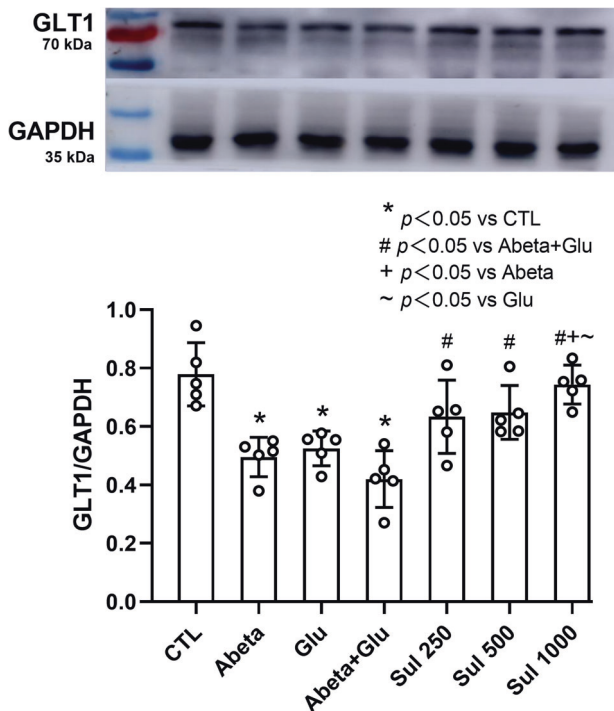 GLT1
70 kDa
GAPDH
35 kDa
* p<0.05 vs CTL
# p<0.05 vs Abeta+Glu
+ p<0.05 vs Abeta
~ p<0.05 vs Glu
GLT1/GAPDH
1.0
0.8
0.6
0.4
0.2
0.0
*
*
*
#
#
#+~
CTL
Abeta
Glu
Abeta+Glu
Sul 250
Sul 500
Sul 1000